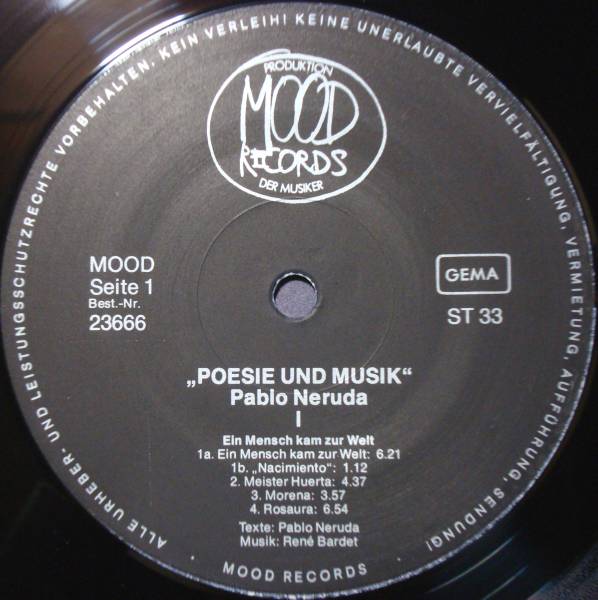 ALLE URHEBER- UND LEISTUNGSSCHUTZRECHTE VORBEHALTEN. KEIN VERLEIH! KEINE UNERLAUBTE VERVIELFÄLTIGUNG, VERMIETUNG, AUFFÜHRUNG, SENDUNG!
PRODUKTION
MOOD
RECORDS
DER MUSIKER
MOOD
Seite 1
Best.-Nr.
23666
GEMA
ST 33
„POESIE UND MUSIK“
Pablo Neruda
I
Ein Mensch kam zur Welt
1a. Ein Mensch kam zur Welt: 6.21
1b. „Nacimiento“: 1.12
2. Meister Huerta: 4.37
3. Morena: 3.57
4. Rosaura: 6.54
Texte: Pablo Neruda
Musik: René Bardet
MOOD RECORDS